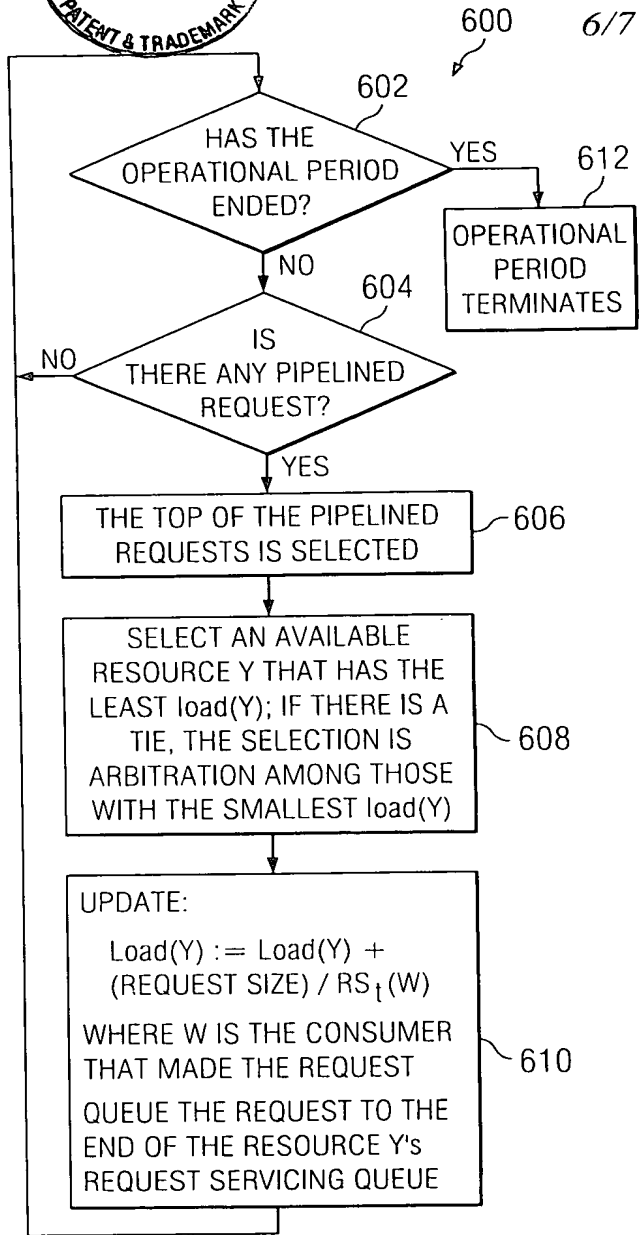 PATENT & TRADEMARK
600
6/7
602
HAS THE
OPERATIONAL PERIOD
ENDED?
YES
612
OPERATIONAL
PERIOD
TERMINATES
NO
604
IS
THERE ANY PIPELINED
REQUEST?
NO
YES
THE TOP OF THE PIPELINED
REQUESTS IS SELECTED
606
SELECT AN AVAILABLE
RESOURCE Y THAT HAS THE
LEAST load(Y); IF THERE IS A
TIE, THE SELECTION IS
ARBITRATION AMONG THOSE
WITH THE SMALLEST load(Y)
608
UPDATE:
Load(Y) := Load(Y) +
(REQUEST SIZE) / RSt(W)
WHERE W IS THE CONSUMER
THAT MADE THE REQUEST
QUEUE THE REQUEST TO THE
END OF THE RESOURCE Y's
REQUEST SERVICING QUEUE
610